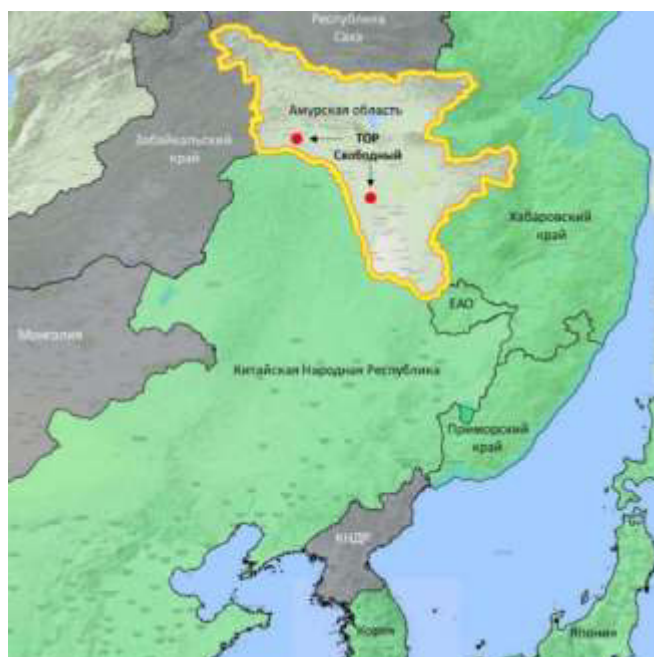 Республика
Саха
Амурская область
Забайкальский
край
ТОР
Свободный
Хабаровский
край
ЕАО
Монголия
Китайская Народная Республика
Приморский
край
КНДР
Корея
Япония